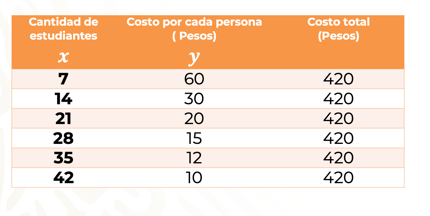 Cantidad de estudiantes Costo por cada persona ( Pesos) Costo total (Pesos)
x y
7 60 420
14 30 420
21 20 420
28 15 420
35 12 420
42 10 420